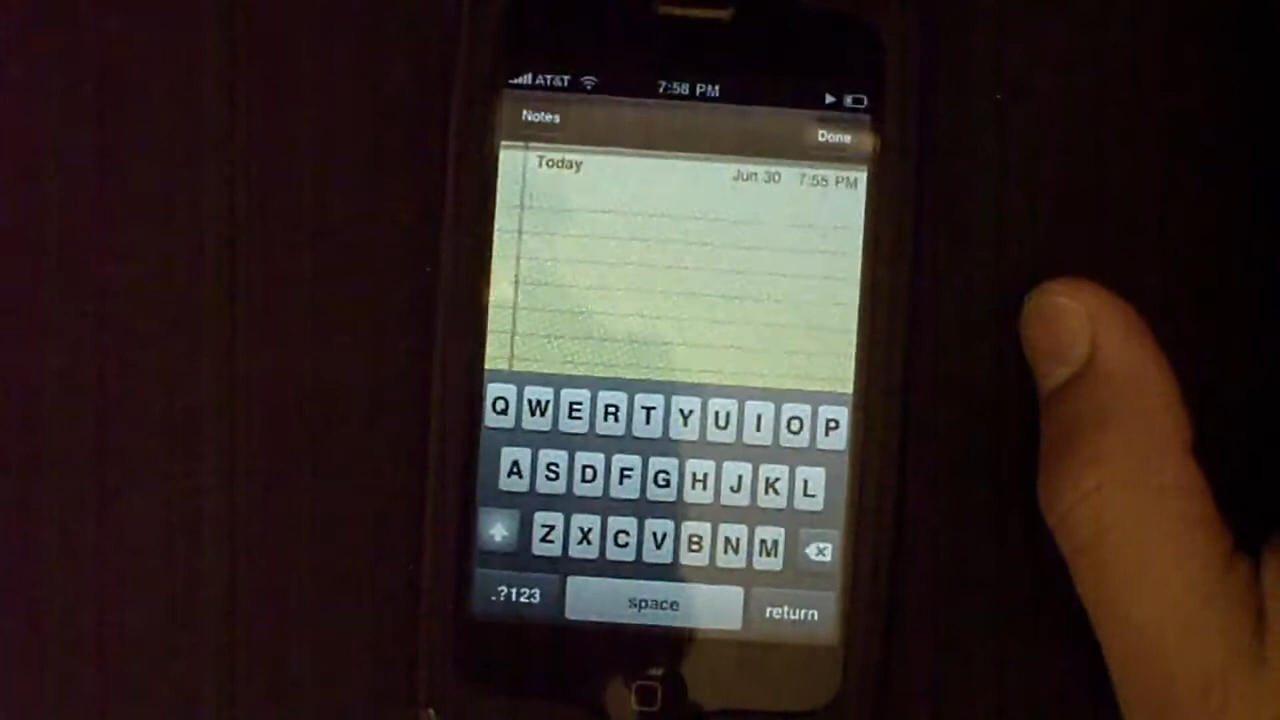 AT&T 7:58 PM
Notes Done
Today Jun 30 7:55 PM
Q W E R T Y U I O P
A S D F G H J K L
Z X C V B N M
.?123 space return